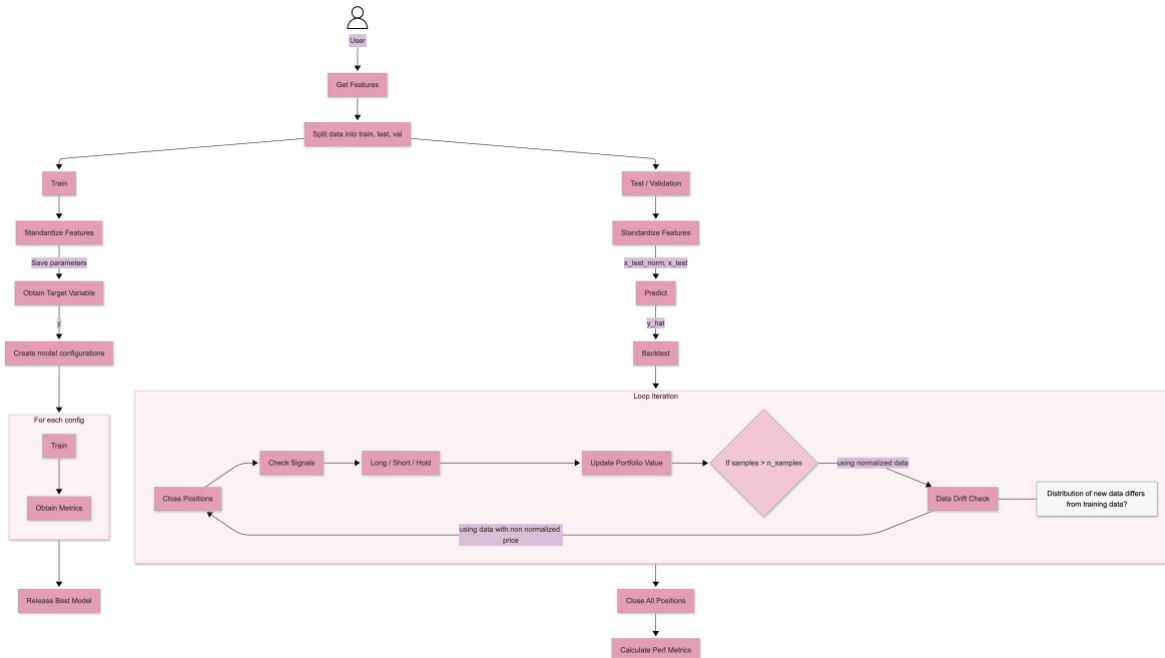 User
Get Features
Split data into train, test, val
Train
Test / Validation
Standardize Features
Standardize Features
Save parameters
x_test_norm, x_test
Obtain Target Variable
Predict
y
y_hat
Create model configurations
Backtest
Loop Iteration
For each config
Train
Obtain Metrics
Check Signals
Long / Short / Hold
Update Portfolio Value
If samples > n_samples
using normalized data
Close Positions
Data Drift Check
Distribution of new data differs
from training data?
using data with non normalized
price
Release Best Model
Close All Positions
Calculate Perf Metrics